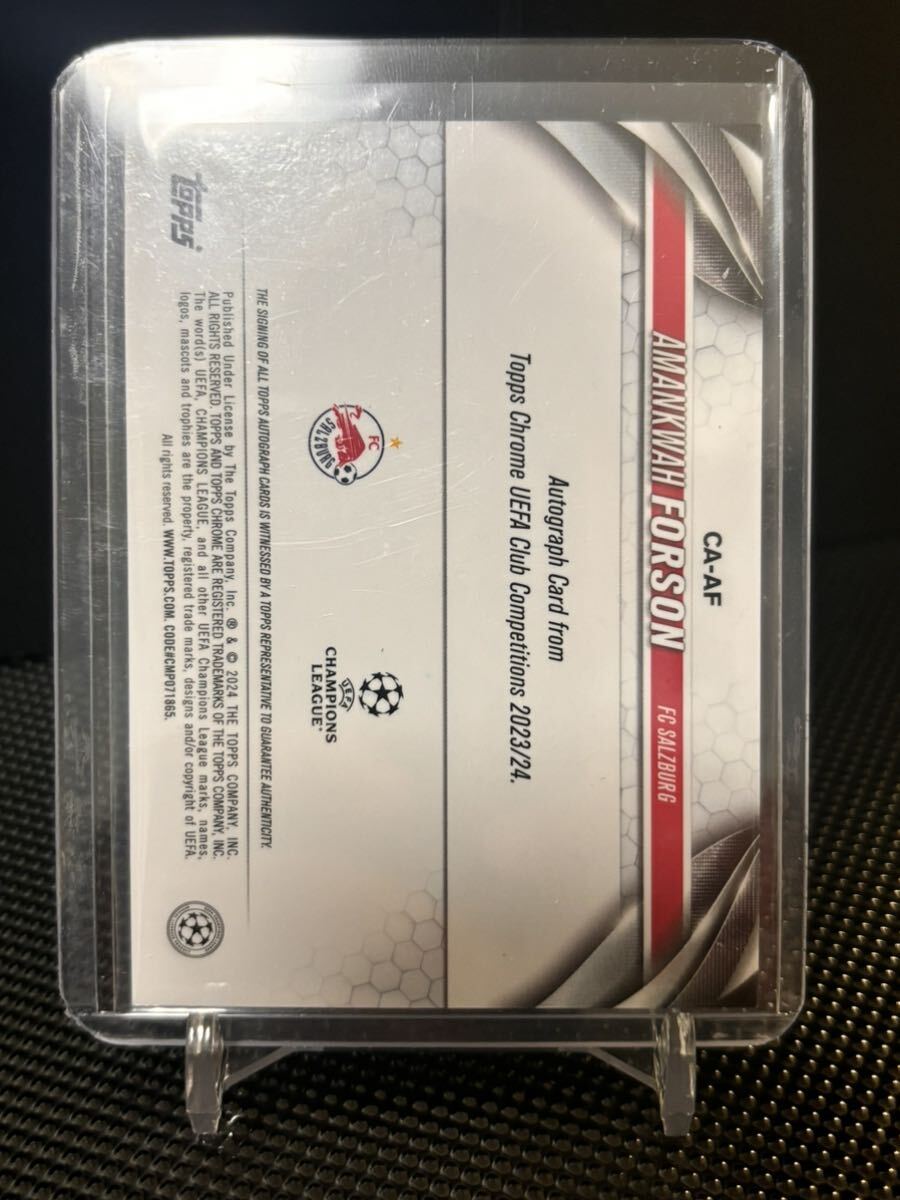 CA-AF
AMANKWAH FORSON FC SALZBURG
Autograph Card from
Topps Chrome UEFA Club Competitions 2023/24.
FC
SALZBURG
UEFA
CHAMPIONS
LEAGUE®
THE SIGNING OF ALL TOPPS AUTOGRAPH CARDS IS WITNESSED BY A TOPPS REPRESENTATIVE TO GUARANTEE AUTHENTICITY.
Published Under License by The Topps Company, Inc. ® & © 2024 THE TOPPS COMPANY, INC.
ALL RIGHTS RESERVED. TOPPS AND TOPPS CHROME ARE REGISTERED TRADEMARKS OF THE TOPPS COMPANY, INC.
The word(s) UEFA, CHAMPIONS LEAGUE, and all other UEFA Champions League marks, names,
logos, mascots and trophies are the property, registered trade marks, designs and/or copyright of UEFA.
All rights reserved. WWW.TOPPS.COM. CODE#CMP071865.
topps